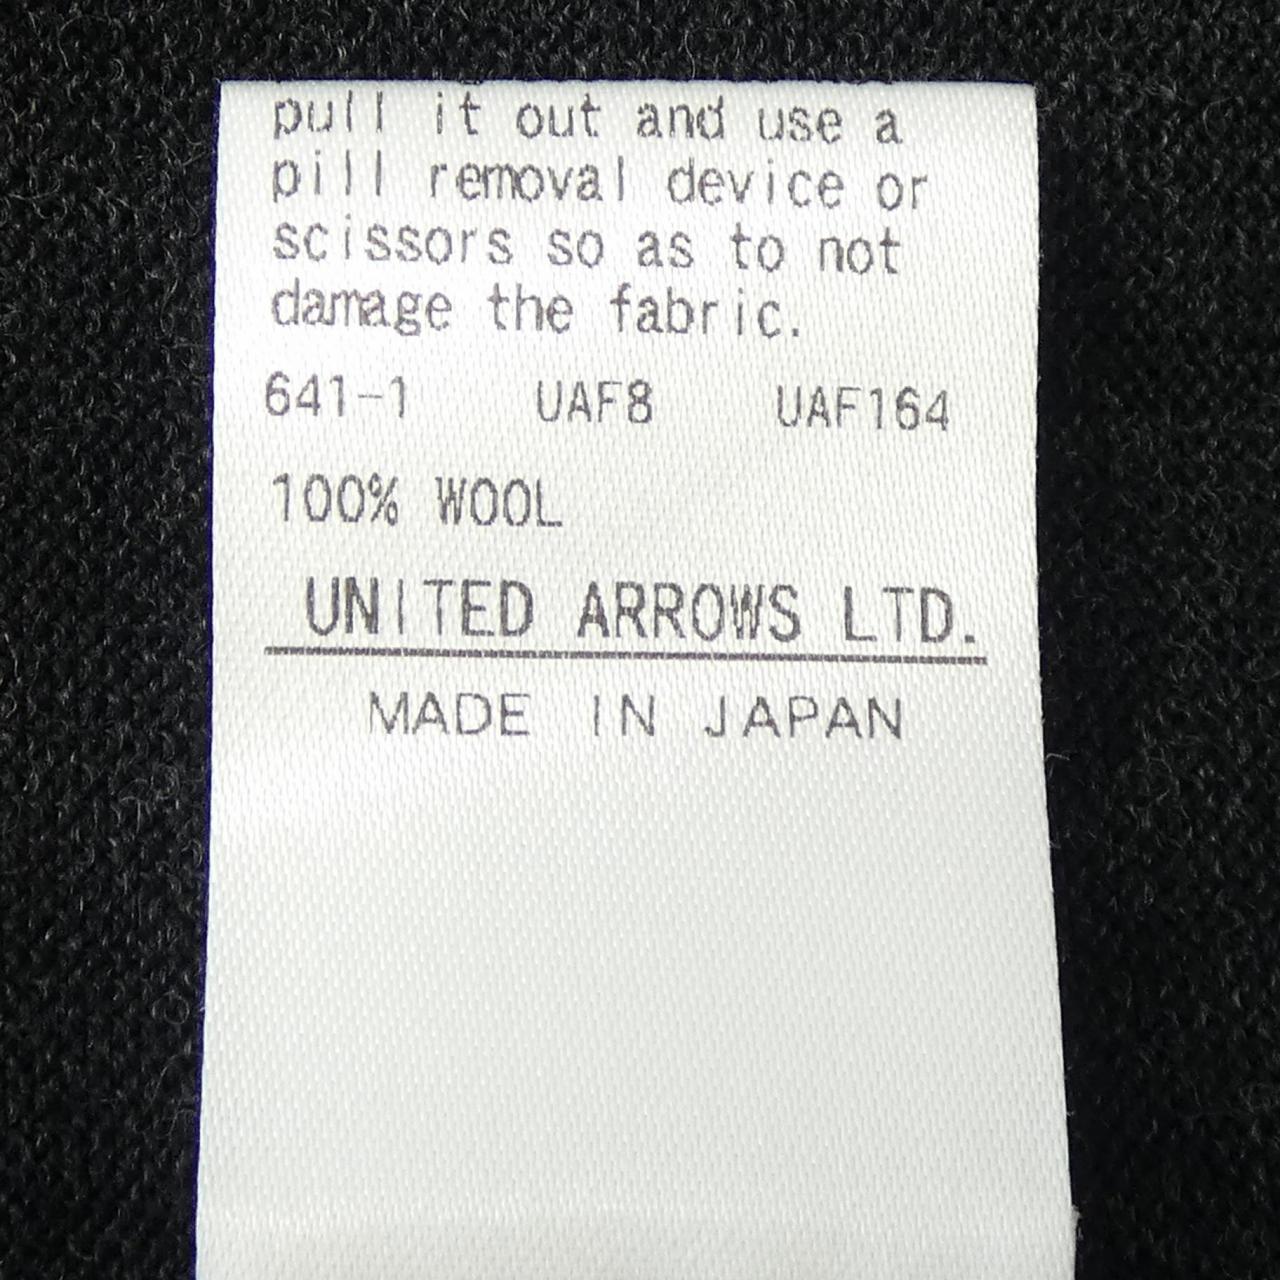 pull it out and use a
pill removal device or
scissors so as to not
damage the fabric.
641-1 UAF8 UAF164
100% WOOL
UNITED ARROWS LTD.
MADE IN JAPAN